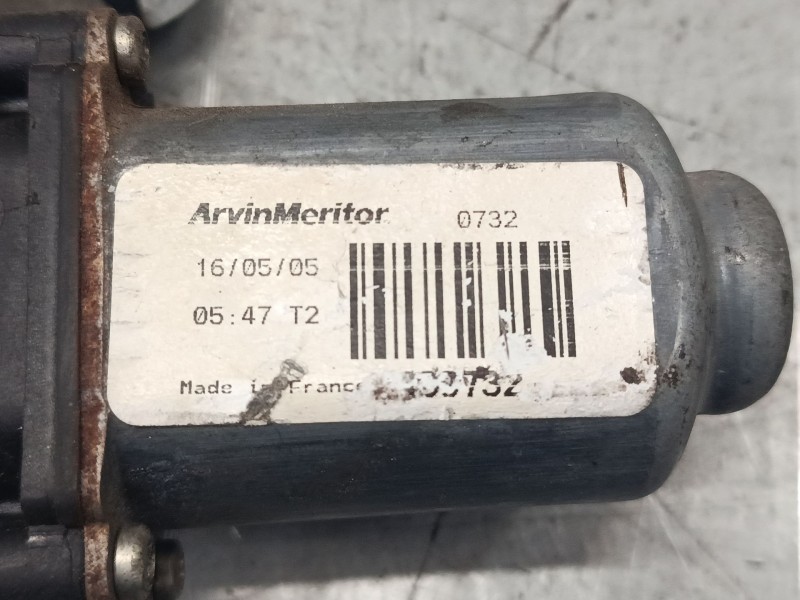 ArvinMeritor 0732
16/05/05
05:47 T2
Made in France